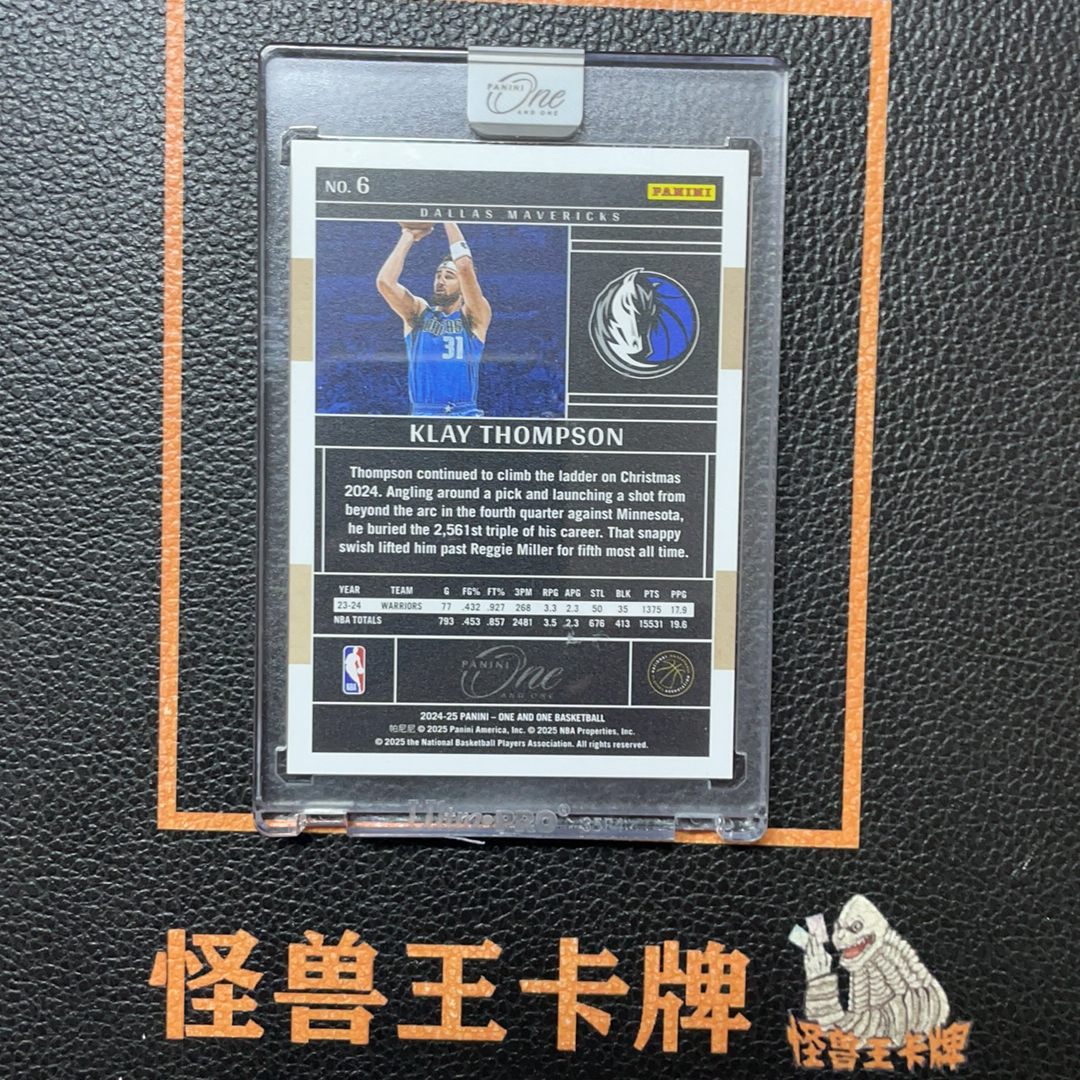 PANINI
One
AND ONE
NO. 6
PANINI
DALLAS MAVERICKS
31
KLAY THOMPSON
Thompson continued to climb the ladder on Christmas
2024. Angling around a pick and launching a shot from
beyond the arc in the fourth quarter against Minnesota,
he buried the 2,561st triple of his career. That snappy
swish lifted him past Reggie Miller for fifth most all time.
YEAR TEAM G FG% FT% 3PM RPG APG STL BLK PTS PPG
23-24 WARRIORS 77 .432 .927 268 3.3 2.3 50 35 1375 17.9
NBA TOTALS 793 .453 .857 2481 3.5 2.3 676 413 15531 19.6
NBA
PANINI
One
AND ONE
2024-25 PANINI – ONE AND ONE BASKETBALL
帕尼尼 © 2025 Panini America, Inc. © 2025 NBA Properties, Inc.
© 2025 the National Basketball Players Association. All rights reserved.
Ultra PRO®
怪兽王卡牌
怪兽王卡牌